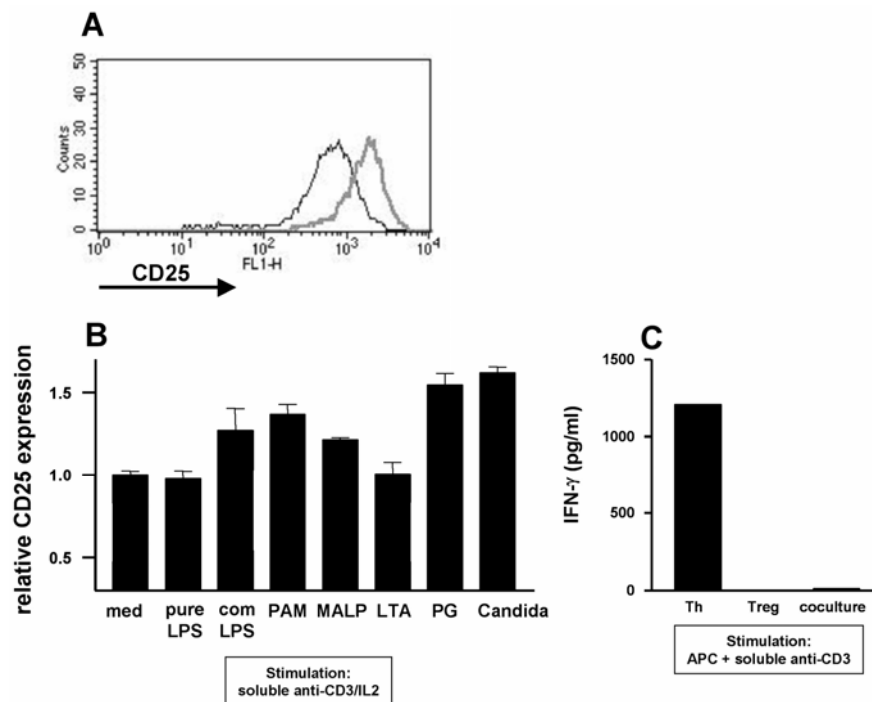 A
50
40
30
20
10
0
Counts
10^0 10^1 10^2 10^3 10^4
FL1-H
CD25
B
relative CD25 expression
1.5
1.0
0.5
med pure LPS com LPS PAM MALP LTA PG Candida
Stimulation:
soluble anti-CD3/IL2
C
IFN-γ (pg/ml)
1500
1000
500
0
Th Treg coculture
Stimulation:
APC + soluble anti-CD3